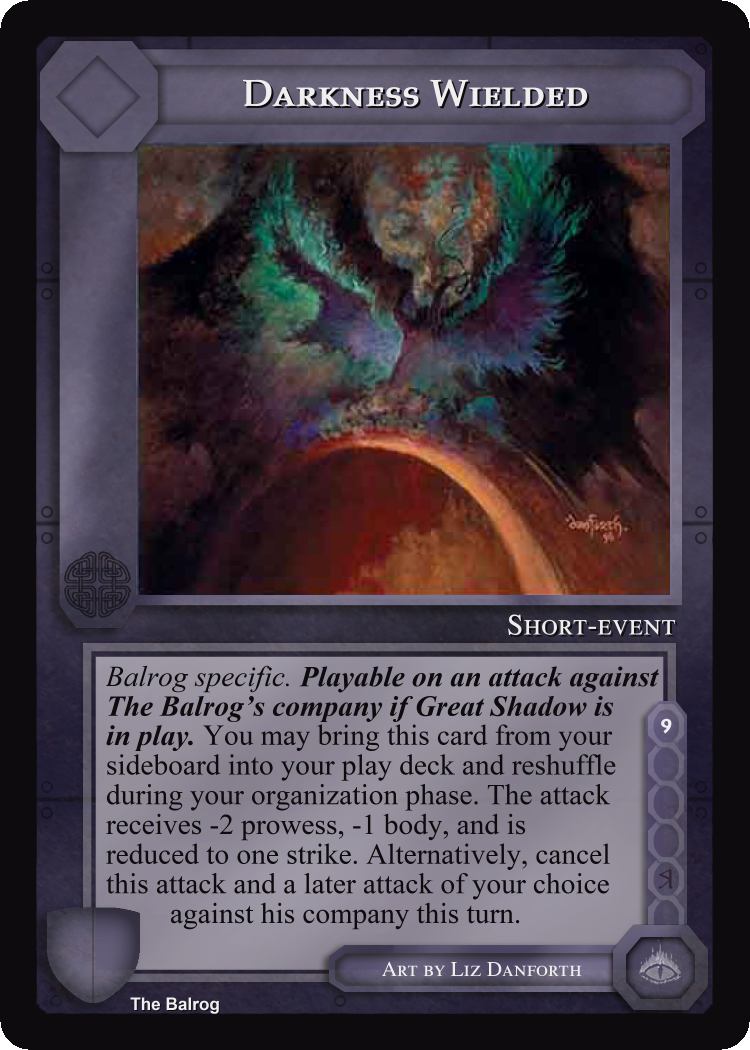 Darkness Wielded
Danforth.
96
Short-event
Balrog specific. Playable on an attack against
The Balrog's company if Great Shadow is
in play. You may bring this card from your
sideboard into your play deck and reshuffle
during your organization phase. The attack
receives -2 prowess, -1 body, and is
reduced to one strike. Alternatively, cancel
this attack and a later attack of your choice
against his company this turn.
9
Art by Liz Danforth
The Balrog